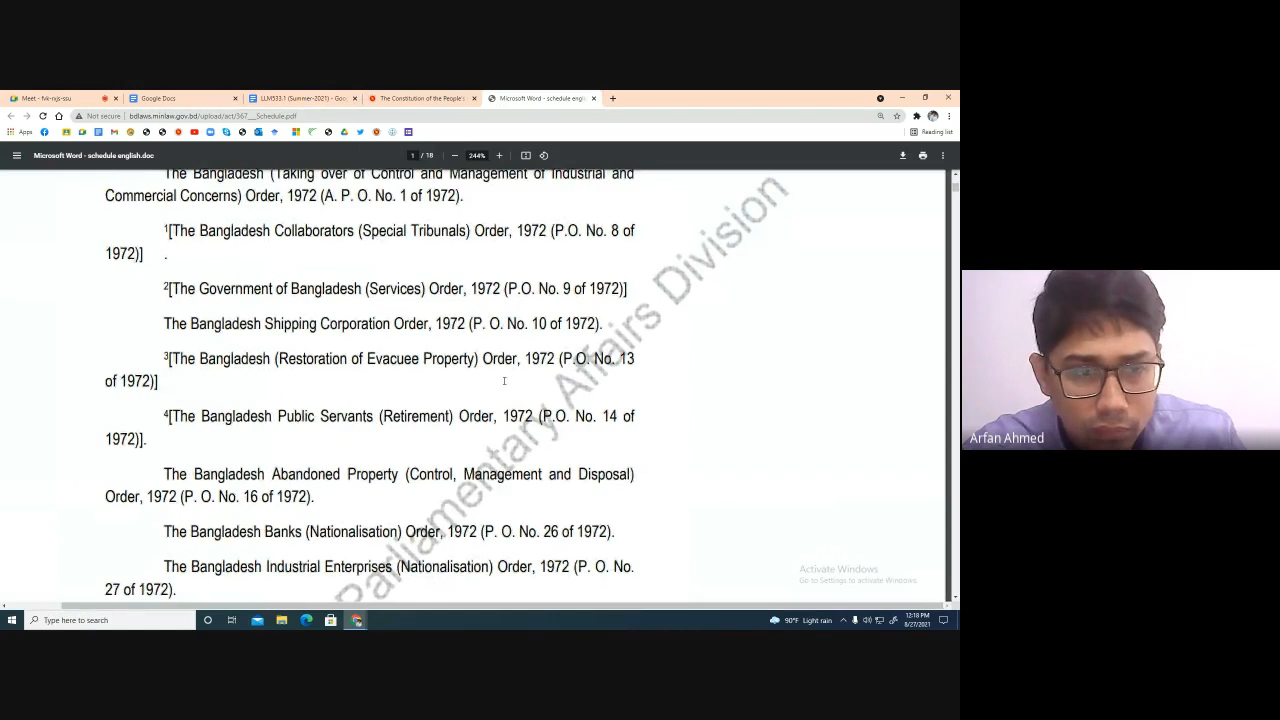 Meet - fvk-njjs-ssu
Google Docs
LLM533.1 (Summer-2021) - Goo
The Constitution of the People's
Microsoft Word - schedule engli
Not secure
bdlaws.minlaw.gov.bd/upload/act/367___Schedule.pdf
Apps
Reading list
Microsoft Word - schedule english.doc
1 / 18
244%
The Bangladesh (Taking over of Control and Management of Industrial and
Commercial Concerns) Order, 1972 (A. P. O. No. 1 of 1972).
1[The Bangladesh Collaborators (Special Tribunals) Order, 1972 (P.O. No. 8 of
1972)] .
2[The Government of Bangladesh (Services) Order, 1972 (P.O. No. 9 of 1972)]
The Bangladesh Shipping Corporation Order, 1972 (P. O. No. 10 of 1972).
3[The Bangladesh (Restoration of Evacuee Property) Order, 1972 (P.O. No. 13
of 1972)]
4[The Bangladesh Public Servants (Retirement) Order, 1972 (P.O. No. 14 of
1972)].
The Bangladesh Abandoned Property (Control, Management and Disposal)
Order, 1972 (P. O. No. 16 of 1972).
The Bangladesh Banks (Nationalisation) Order, 1972 (P. O. No. 26 of 1972).
The Bangladesh Industrial Enterprises (Nationalisation) Order, 1972 (P. O. No.
27 of 1972).
Parliamentary Affairs Division
Activate Windows
Go to Settings to activate Windows.
Arfan Ahmed
Type here to search
90°F Light rain
12:18 PM
8/27/2021